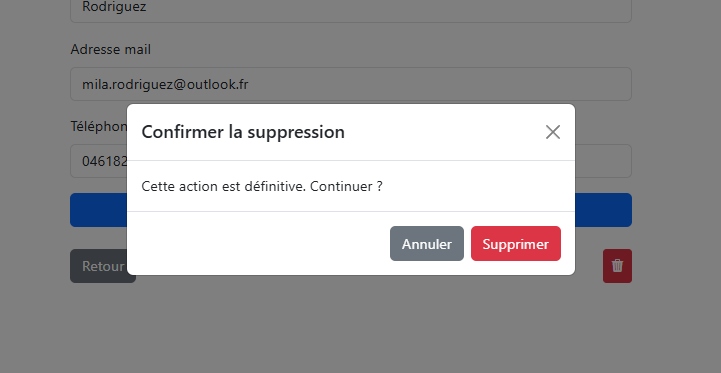 Rodriguez
Adresse mail
mila.rodriguez@outlook.fr
Confirmer la suppression
Cette action est définitive. Continuer ?
Annuler
Supprimer
Retour